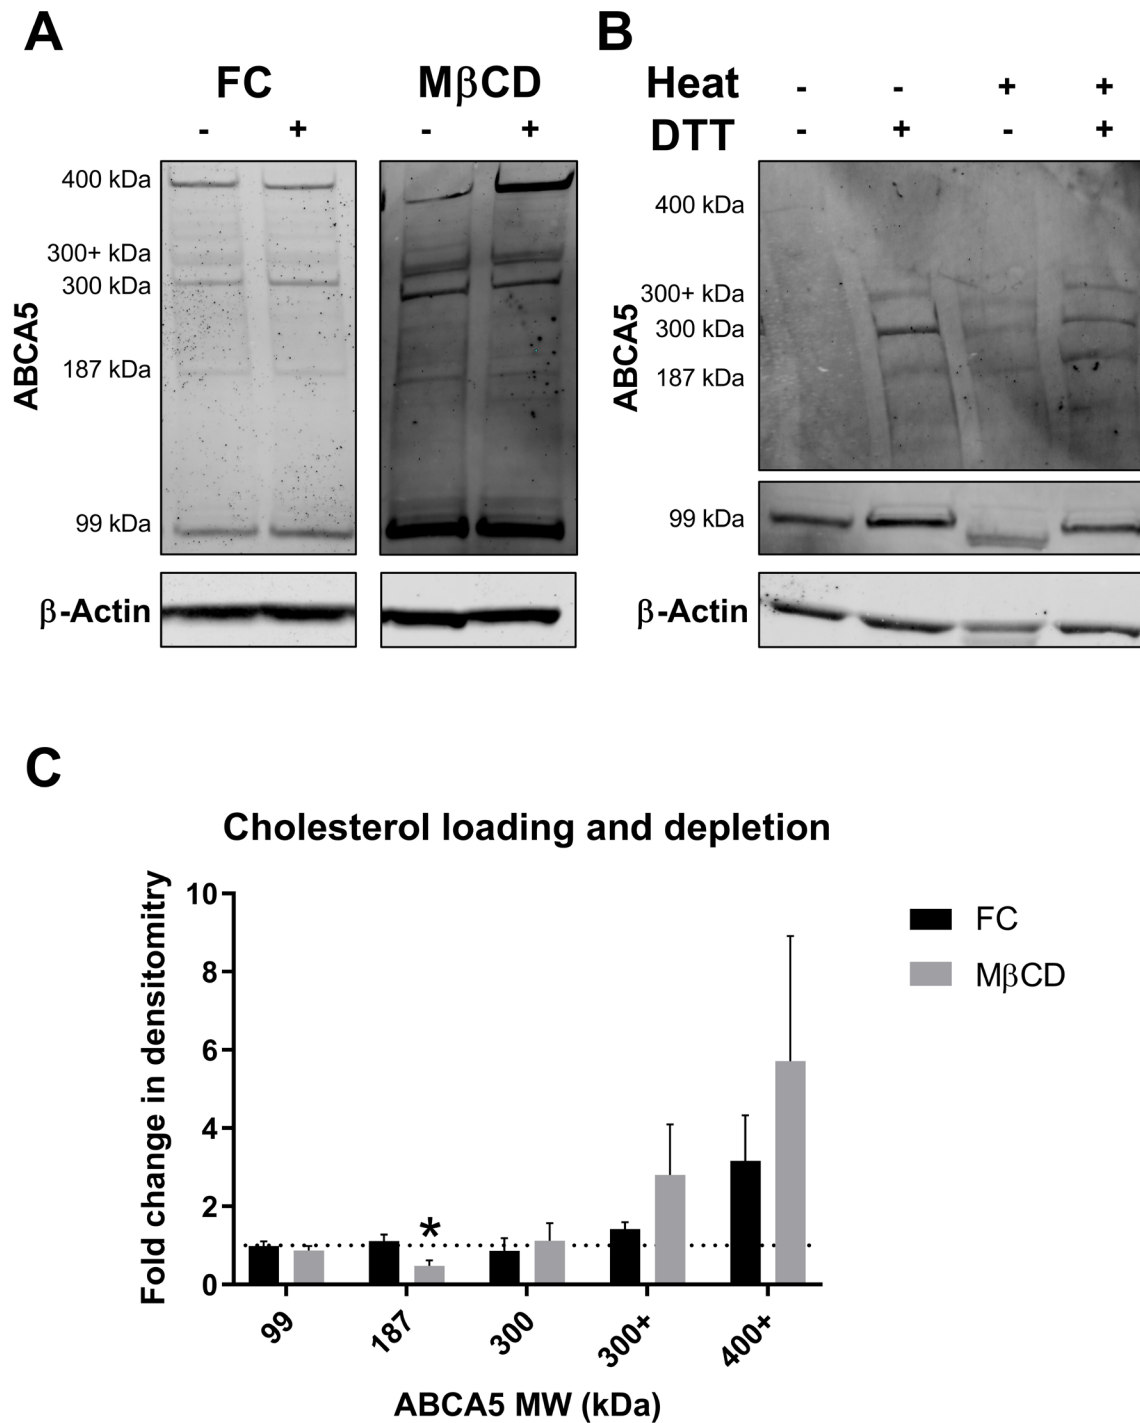 A
FC
MβCD
- +
- +
400 kDa
300+ kDa
300 kDa
187 kDa
99 kDa
ABCA5
β-Actin
B
Heat - - + +
DTT - + - +
400 kDa
300+ kDa
300 kDa
187 kDa
99 kDa
ABCA5
β-Actin
C
Cholesterol loading and depletion
Fold change in densitomitry
10
8
6
4
2
0
*
99
187
300
300+
400+
ABCA5 MW (kDa)
FC
MβCD